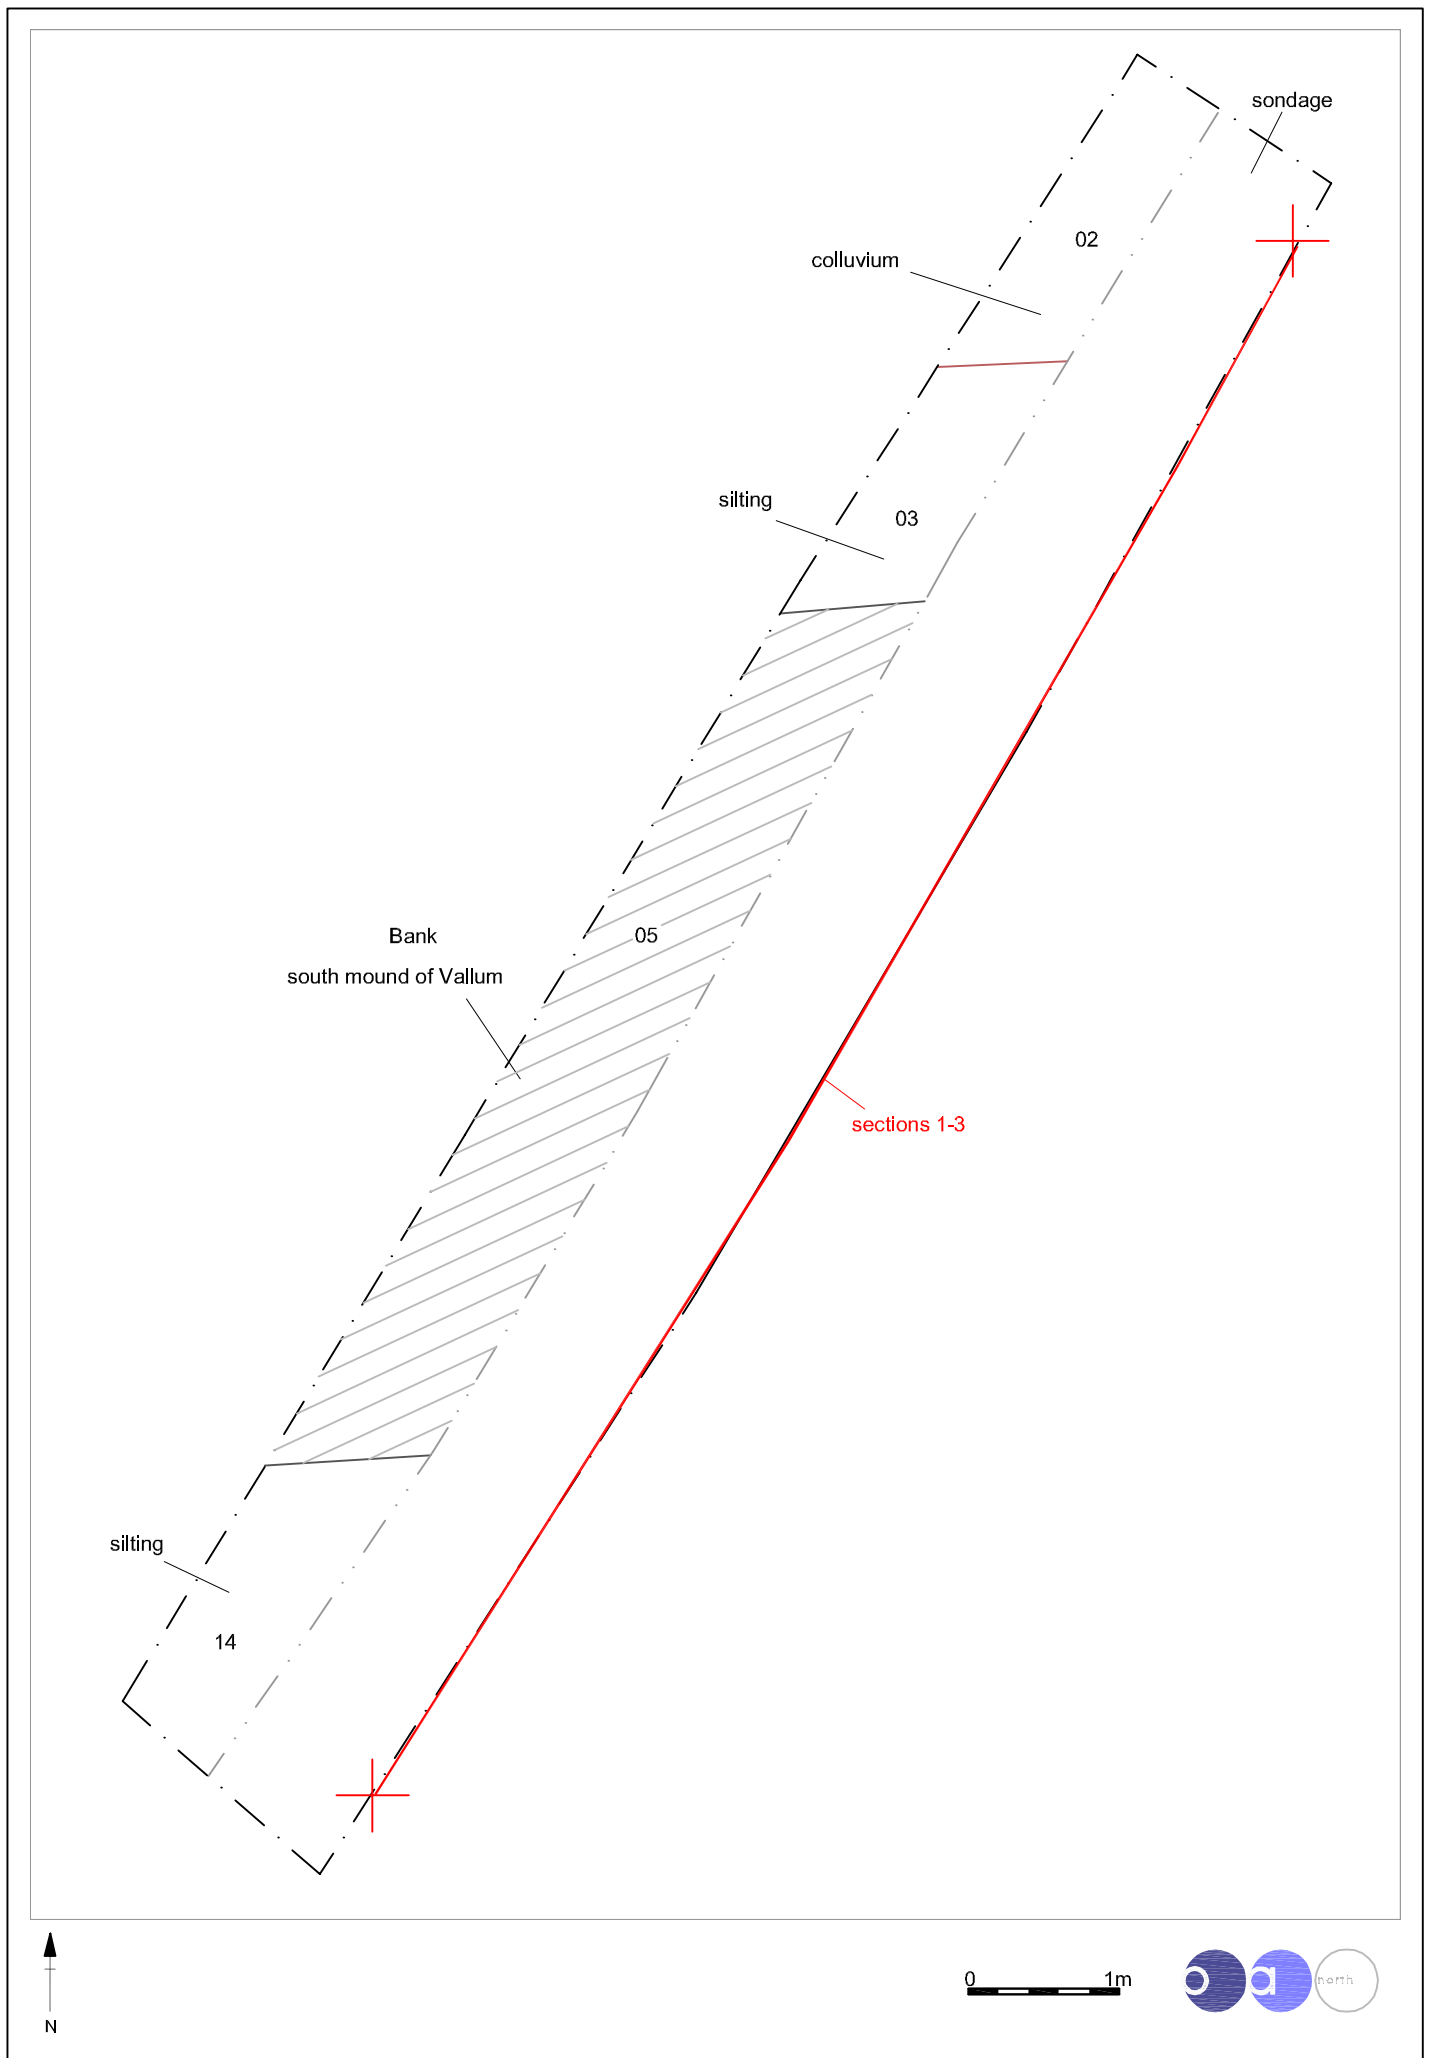 sondage
02
colluvium
silting
03
Bank
05
south mound of Vallum
sections 1-3
silting
14
N
0 1m
oa north